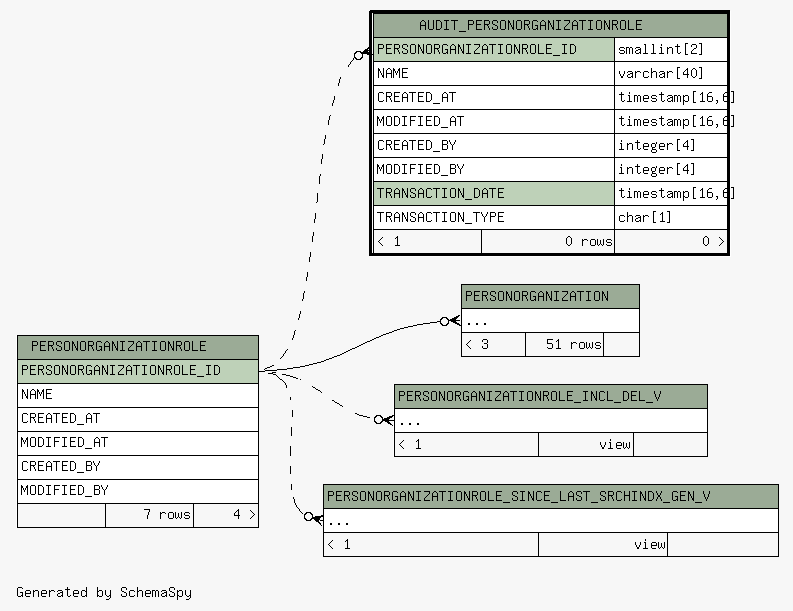 AUDIT_PERSONORGANIZATIONROLE
PERSONORGANIZATIONROLE_ID smallint[2]
NAME varchar[40]
CREATED_AT timestamp[16,6]
MODIFIED_AT timestamp[16,6]
CREATED_BY integer[4]
MODIFIED_BY integer[4]
TRANSACTION_DATE timestamp[16,6]
TRANSACTION_TYPE char[1]
< 1 0 rows 0 >
PERSONORGANIZATION
...
< 3 51 rows
PERSONORGANIZATIONROLE
PERSONORGANIZATIONROLE_ID
NAME
CREATED_AT
MODIFIED_AT
CREATED_BY
MODIFIED_BY
7 rows 4 >
PERSONORGANIZATIONROLE_INCL_DEL_V
...
< 1 view
PERSONORGANIZATIONROLE_SINCE_LAST_SRCHINDX_GEN_V
...
< 1 view
Generated by SchemaSpy